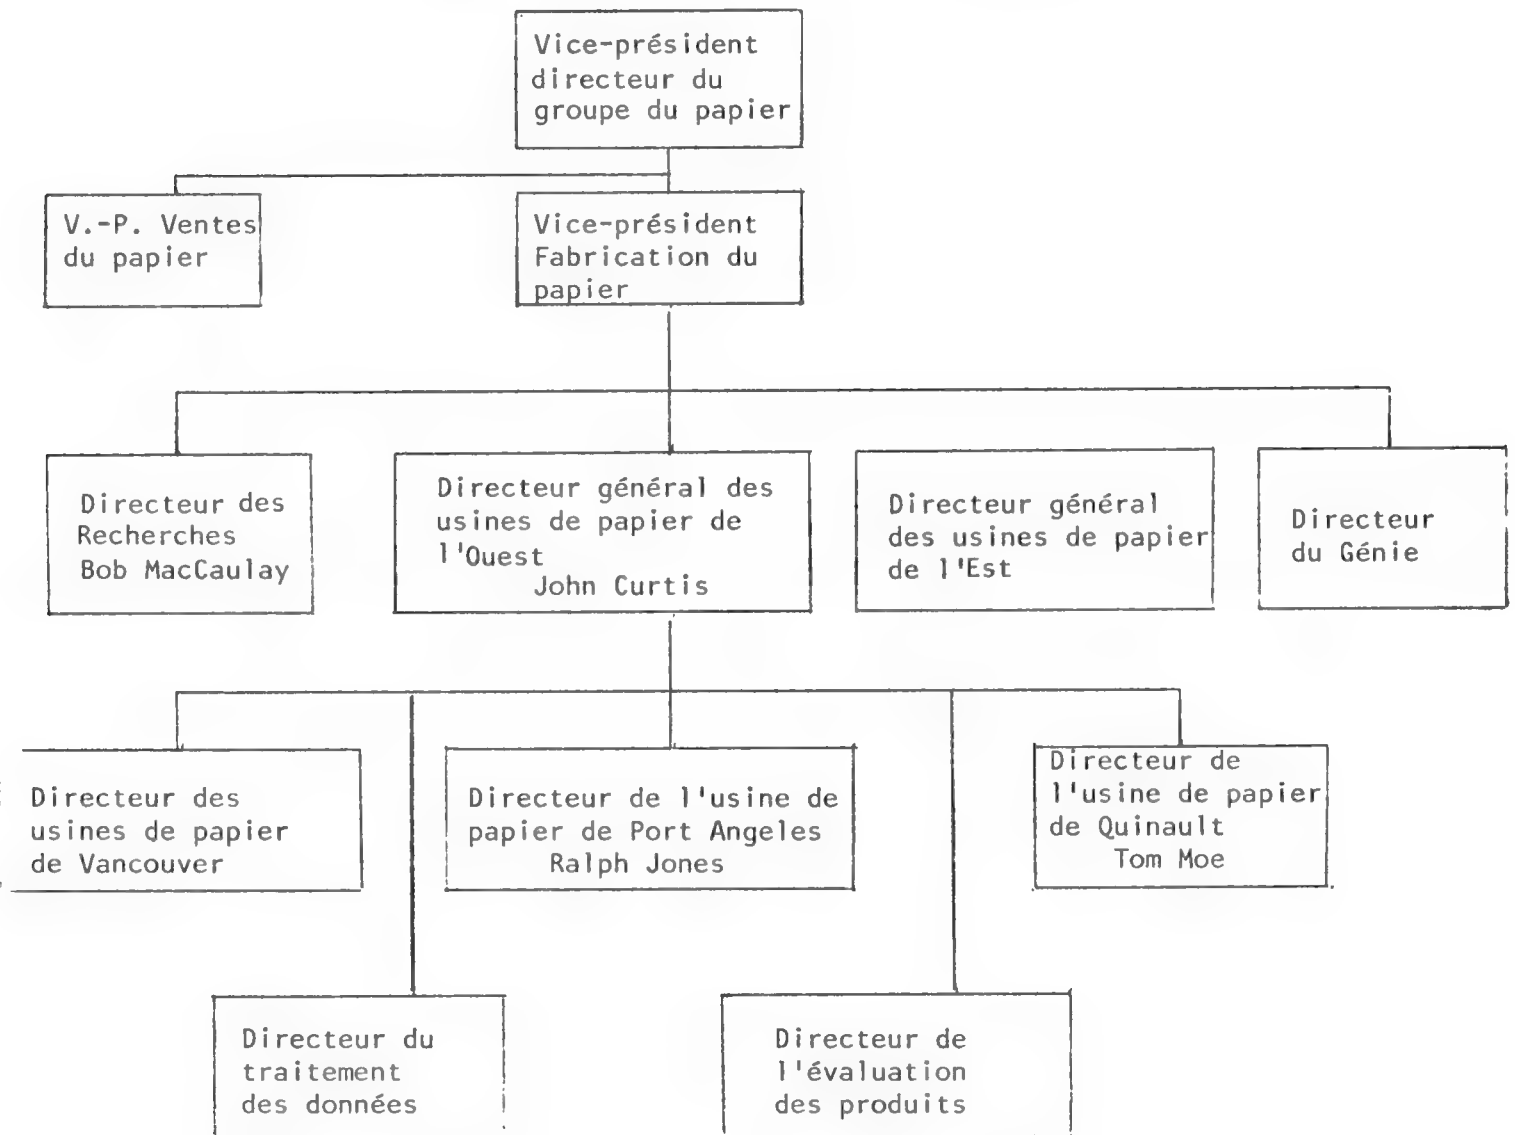 Vice-président
directeur du
groupe du papier
V.-P. Ventes
du papier
Vice-président
Fabrication du
papier
Directeur des
Recherches
Bob MacCaulay
Directeur général des
usines de papier de
l'Ouest
John Curtis
Directeur général
des usines de papier
de l'Est
Directeur
du Génie
Directeur des
usines de papier
de Vancouver
Directeur de l'usine de
papier de Port Angeles
Ralph Jones
Directeur de
l'usine de papier
de Quinault
Tom Moe
Directeur du
traitement
des données
Directeur de
l'évaluation
des produits